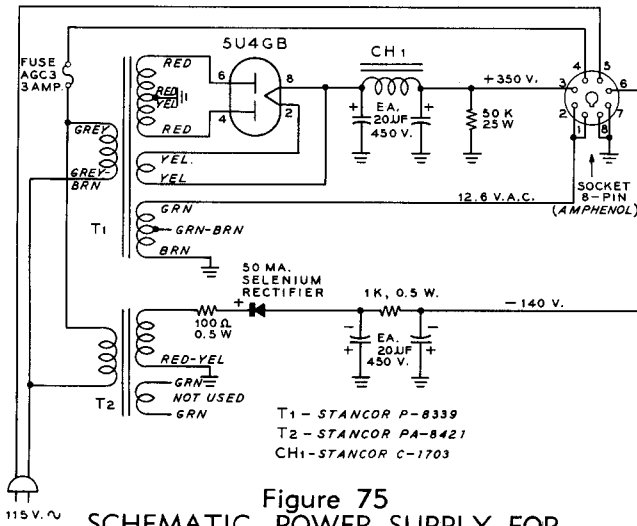 5U4GB
CH1
FUSE
AGC3
3 AMP.
RED
RED
YEL
RED
6
4
8
2
+
EA.
20µF
450 V.
+
50 K
25 W
+350 V.
4
5
3
6
2
7
1
8
GREY
GREY-
BRN
YEL.
YEL
T1
GRN
GRN-BRN
BRN
12.6 V.A.C.
SOCKET
8-PIN
(AMPHENOL)
50 MA.
SELENIUM
RECTIFIER
+
100Ω
0.5 W
1K, 0.5 W.
-140 V.
-
+
EA.
20µF
450 V.
-
+
RED-YEL
GRN
NOT USED
GRN
T2
T1 - STANCOR P-8339
T2 - STANCOR PA-8421
CH1 - STANCOR C-1703
115 V. ~
Figure 75
SCHEMATIC, POWER SUPPLY FOR